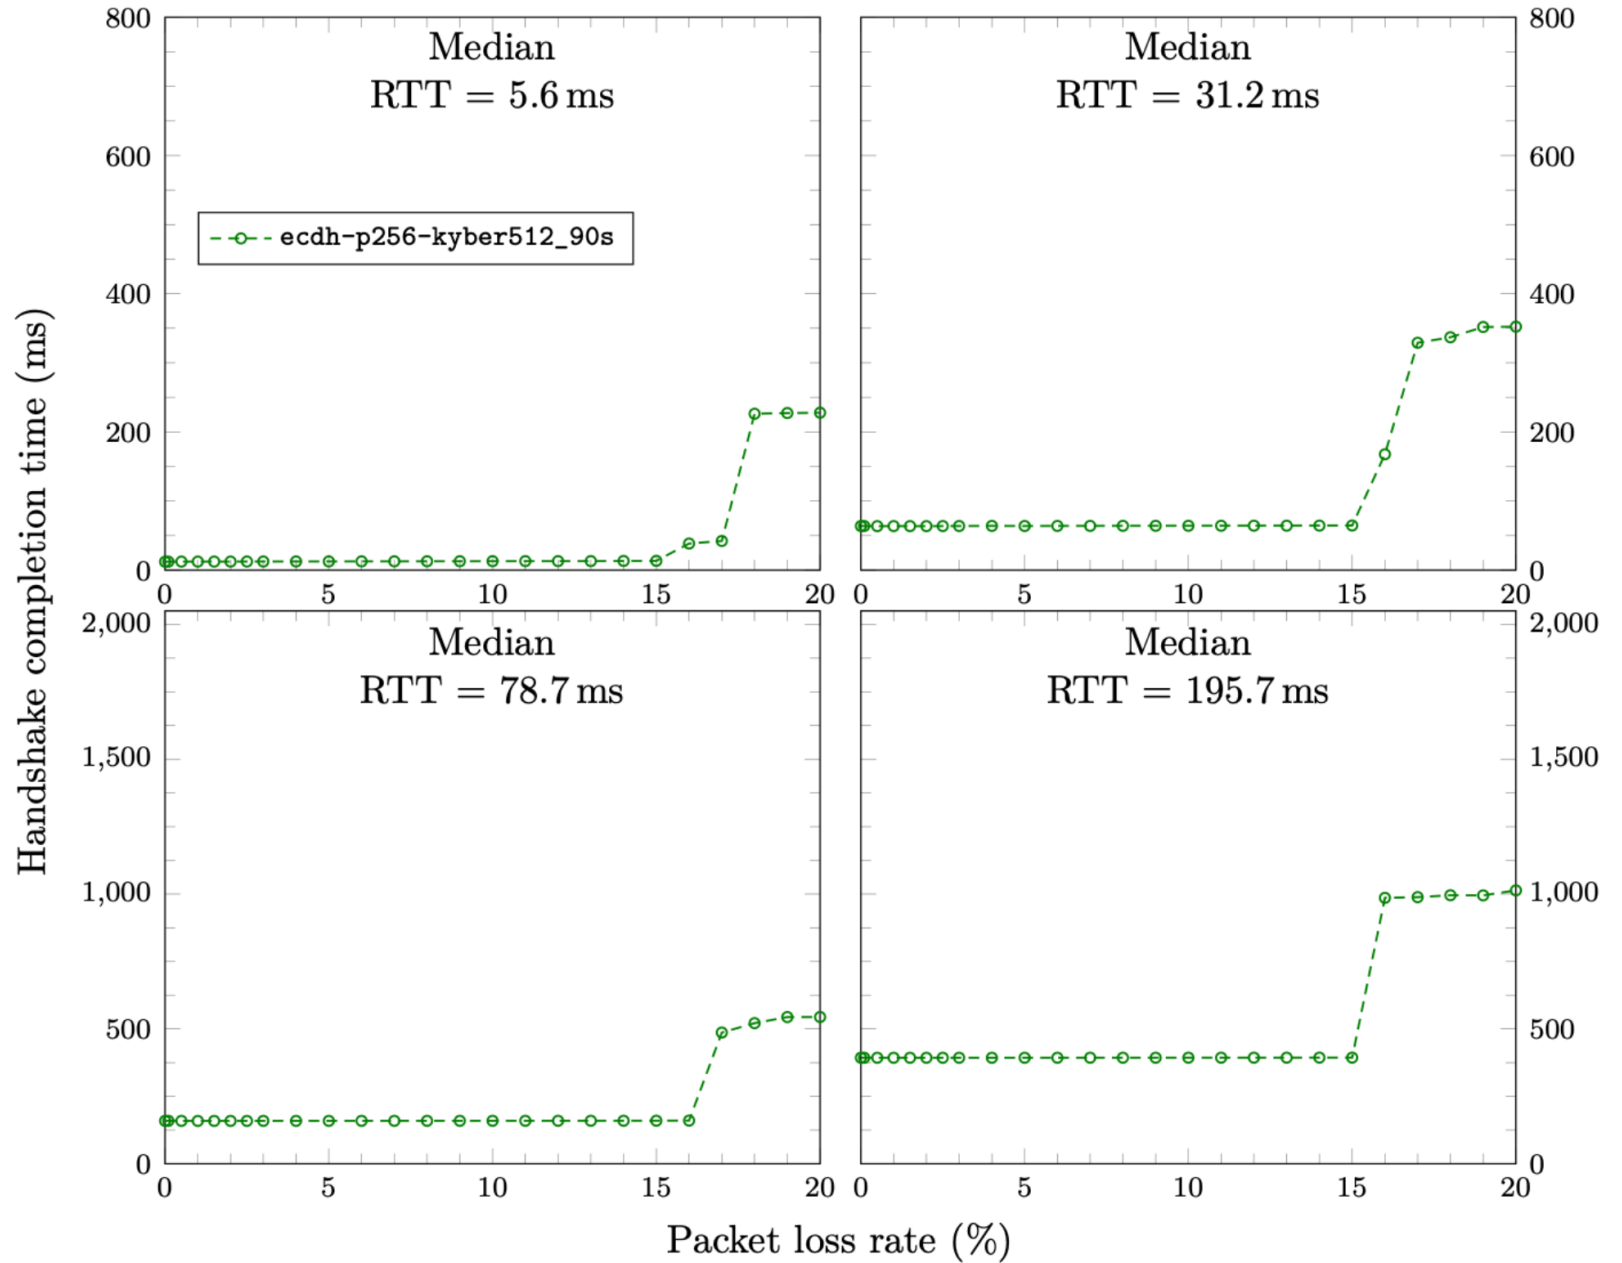 Handshake completion time (ms)
800
600
400
200
0
Median
RTT = 5.6 ms
ecdh-p256-kyber512_90s
0 5 10 15 20
Median
RTT = 31.2 ms
800
600
400
200
0
0 5 10 15 20
2,000
1,500
1,000
500
0
Median
RTT = 78.7 ms
0 5 10 15 20
Median
RTT = 195.7 ms
2,000
1,500
1,000
500
0
0 5 10 15 20
Packet loss rate (%)